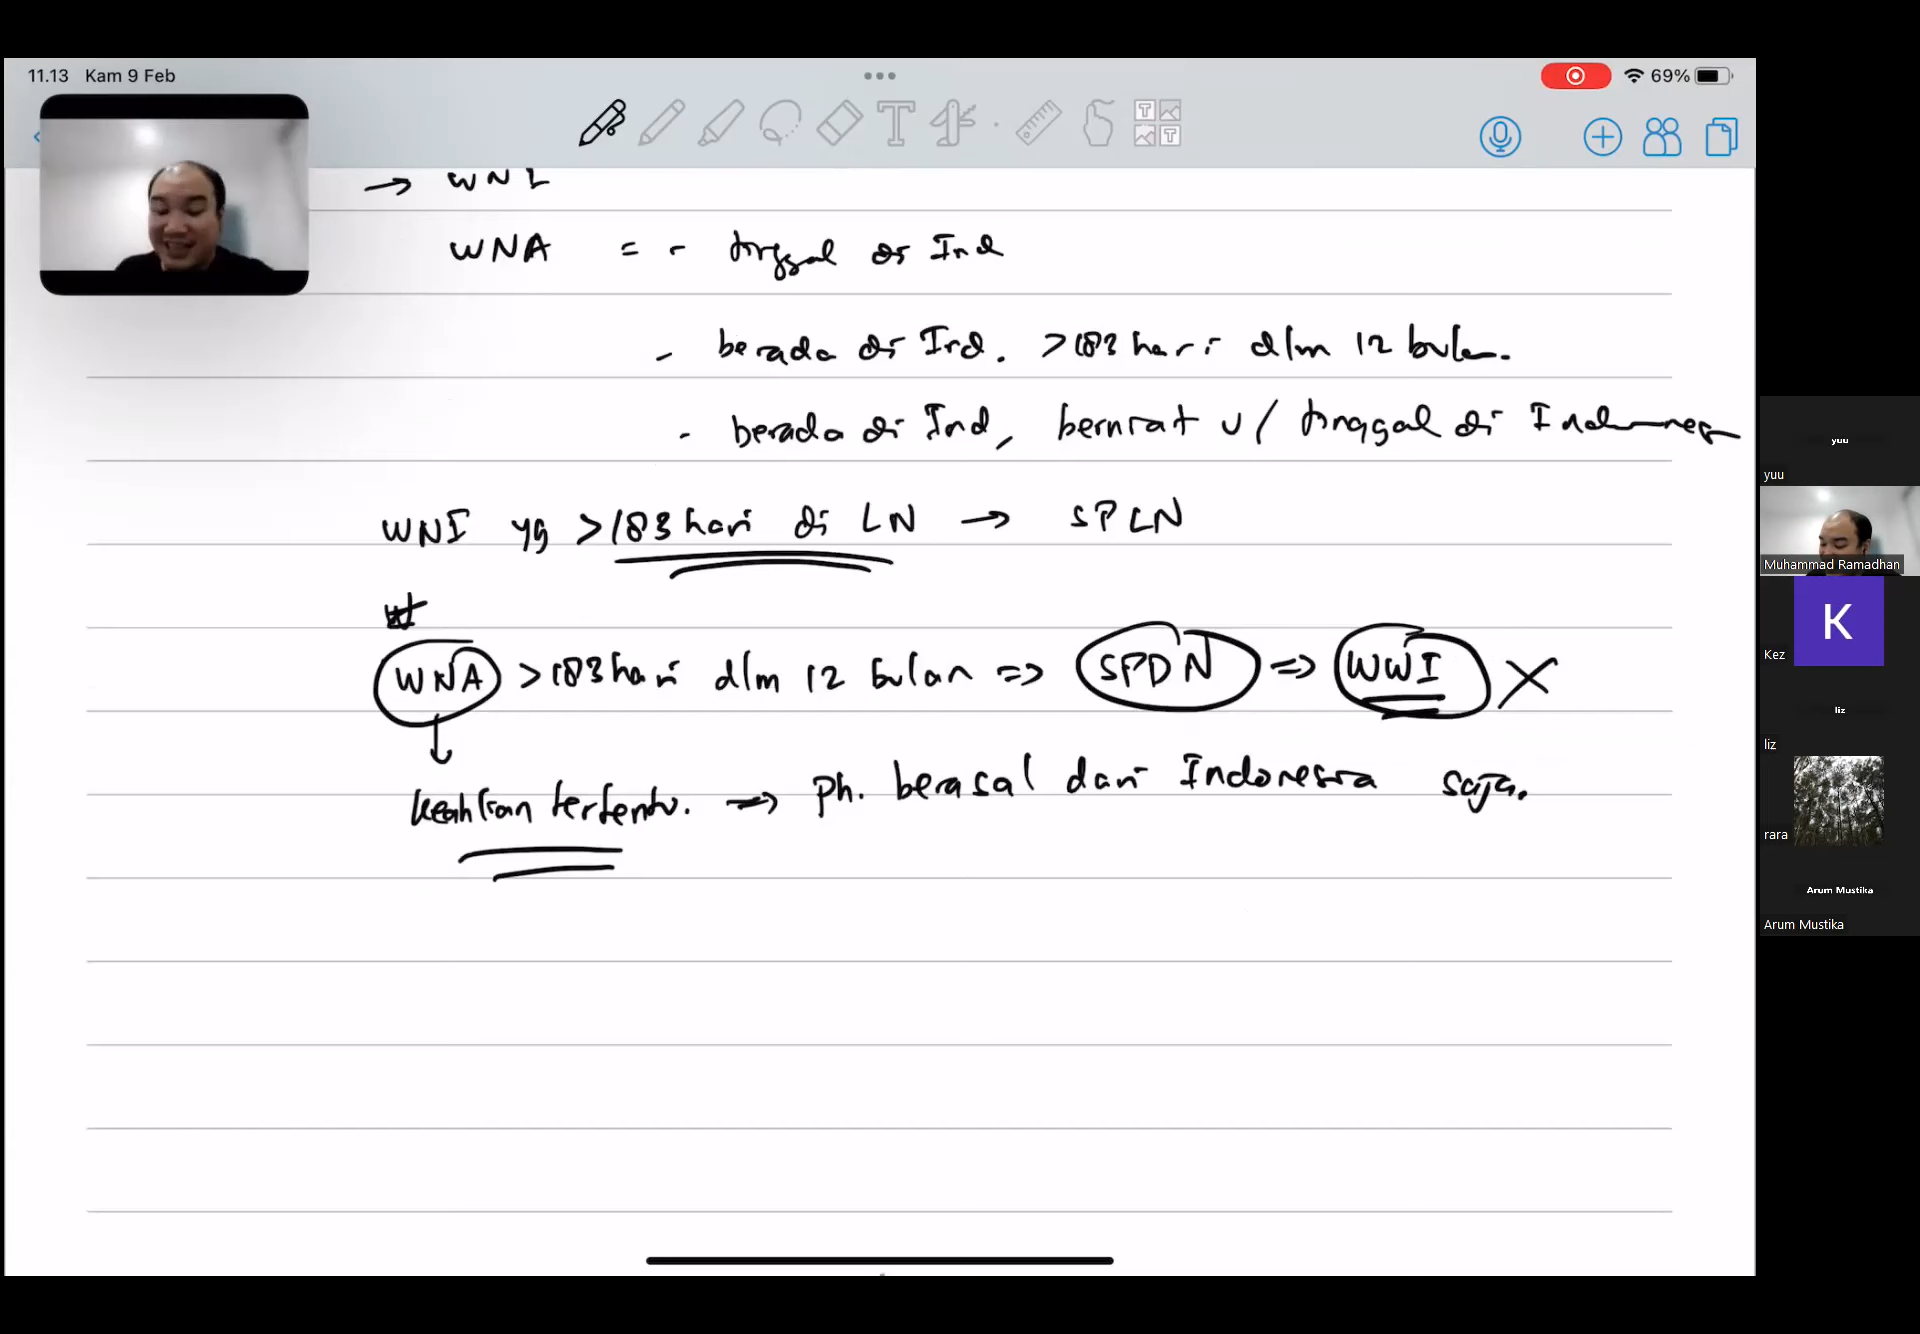 11.13 Kam 9 Feb
69%
→ WNI
WNA = - tinggal di Ind
- berada di Ind. >183 hari dlm 12 bulan.
- berada di Ind, berniat u/ tinggal di Indonesia
WNI yg >183 hari di LN → SPLN
WNA >183 hari dlm 12 bulan ⇒ SPDN ⇒ WWI X
↓
keahlian tertentu. → Ph. berasal dari Indonesia saja.
yuu
yuu
Muhammad Ramadhan
K
Kez
liz
liz
rara
Arum Mustika
Arum Mustika